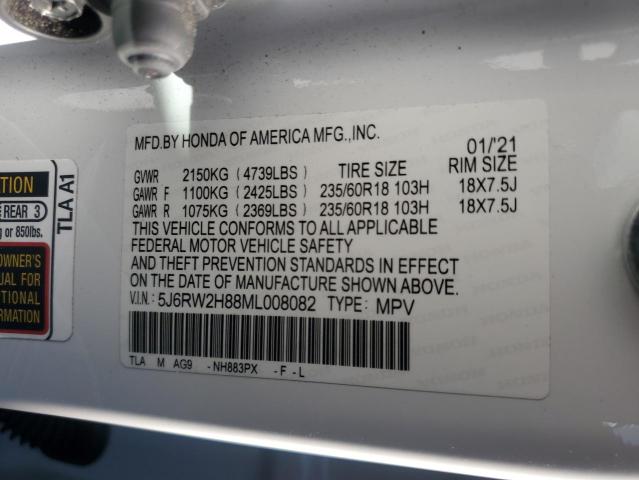 MFD.BY HONDA OF AMERICA MFG.,INC. 01/'21
GVWR 2150KG (4739LBS) TIRE SIZE RIM SIZE
GAWR F 1100KG (2425LBS) 235/60R18 103H 18X7.5J
GAWR R 1075KG (2369LBS) 235/60R18 103H 18X7.5J
THIS VEHICLE CONFORMS TO ALL APPLICABLE
FEDERAL MOTOR VEHICLE SAFETY
AND THEFT PREVENTION STANDARDS IN EFFECT
ON THE DATE OF MANUFACTURE SHOWN ABOVE.
V.I.N.: 5J6RW2H88ML008082 TYPE: MPV
TLA M AG9 -NH883PX -F-L
REAR 3
or 850lbs.
OWNER'S
UAL FOR
TIONAL
TLA A1